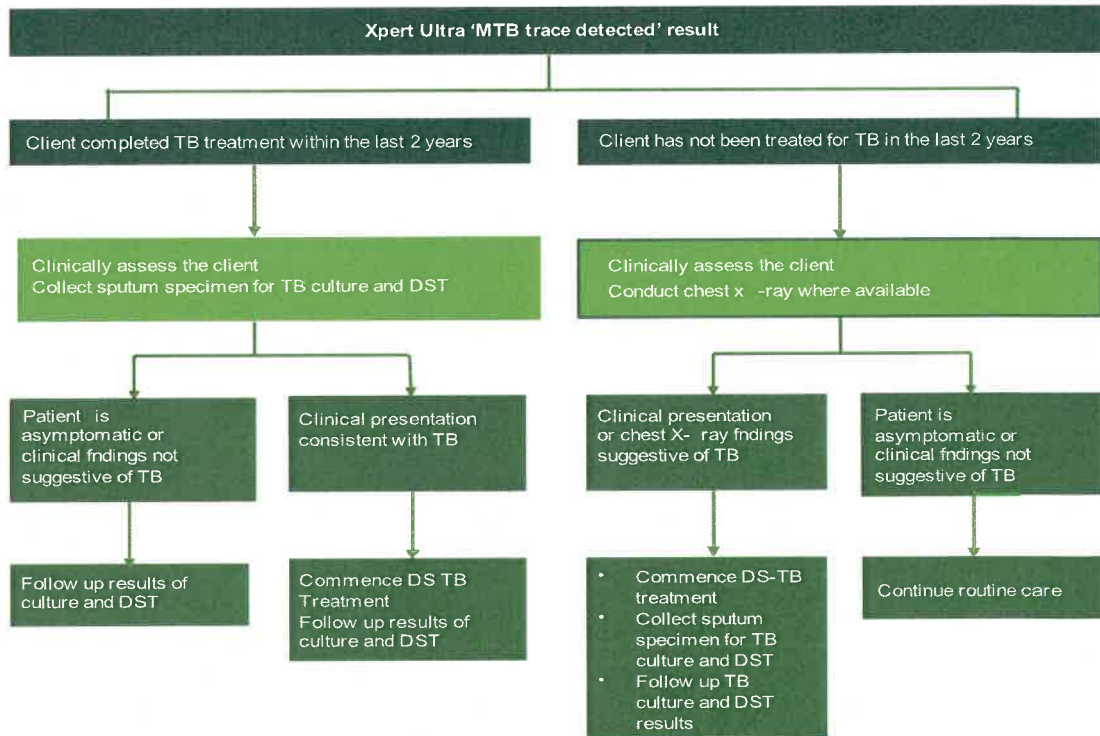 Xpert Ultra 'MTB trace detected' result
Client completed TB treatment within the last 2 years
Client has not been treated for TB in the last 2 years
Clinically assess the client
Collect sputum specimen for TB culture and DST
Clinically assess the client
Conduct chest x -ray where available
Patient is
asymptomatic or
clinical fndings not
suggestive of TB
Clinical presentation
consistent with TB
Clinical presentation
or chest X- ray fndings
suggestive of TB
Patient is
asymptomatic or
clinical fndings not
suggestive of TB
Follow up results of
culture and DST
Commence DS TB
Treatment
Follow up results of
culture and DST
• Commence DS-TB
treatment
• Collect sputum
specimen for TB
culture and DST
• Follow up TB
culture and DST
results
Continue routine care